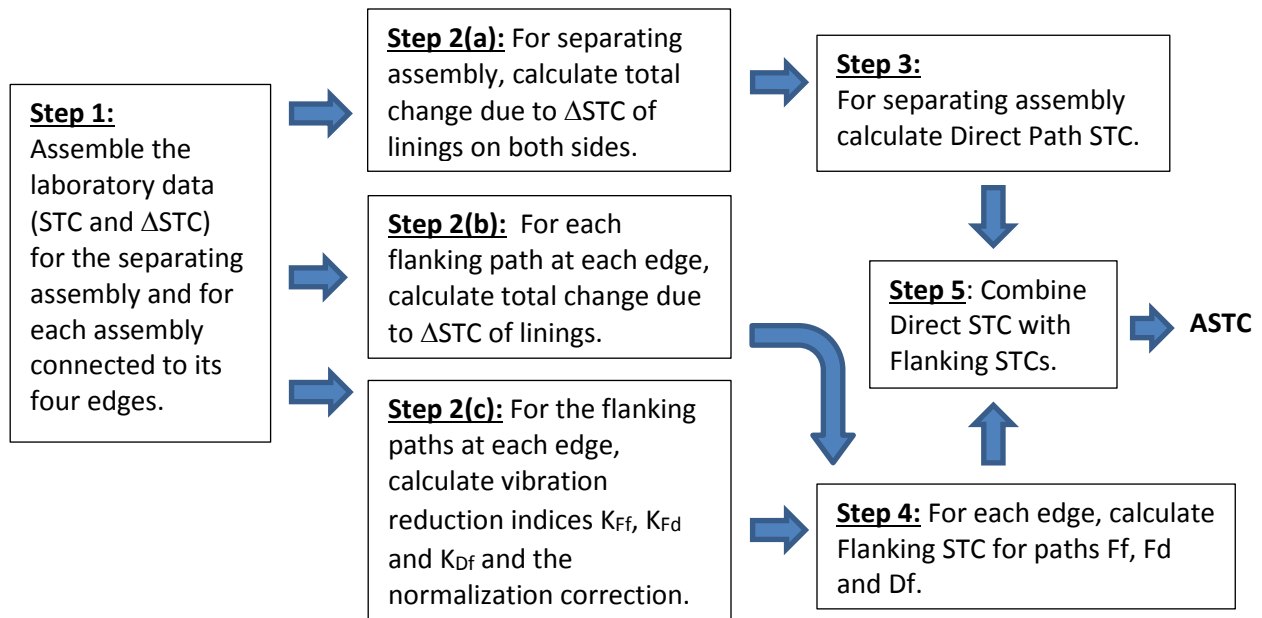 Step 1:
Assemble the
laboratory data
(STC and ΔSTC)
for the separating
assembly and for
each assembly
connected to its
four edges.
Step 2(a): For separating
assembly, calculate total
change due to ΔSTC of
linings on both sides.
Step 2(b): For each
flanking path at each edge,
calculate total change due
to ΔSTC of linings.
Step 2(c): For the flanking
paths at each edge,
calculate vibration
reduction indices KFf, KFd
and KDf and the
normalization correction.
Step 3:
For separating assembly
calculate Direct Path STC.
Step 4: For each edge, calculate
Flanking STC for paths Ff, Fd
and Df.
Step 5: Combine
Direct STC with
Flanking STCs.
ASTC